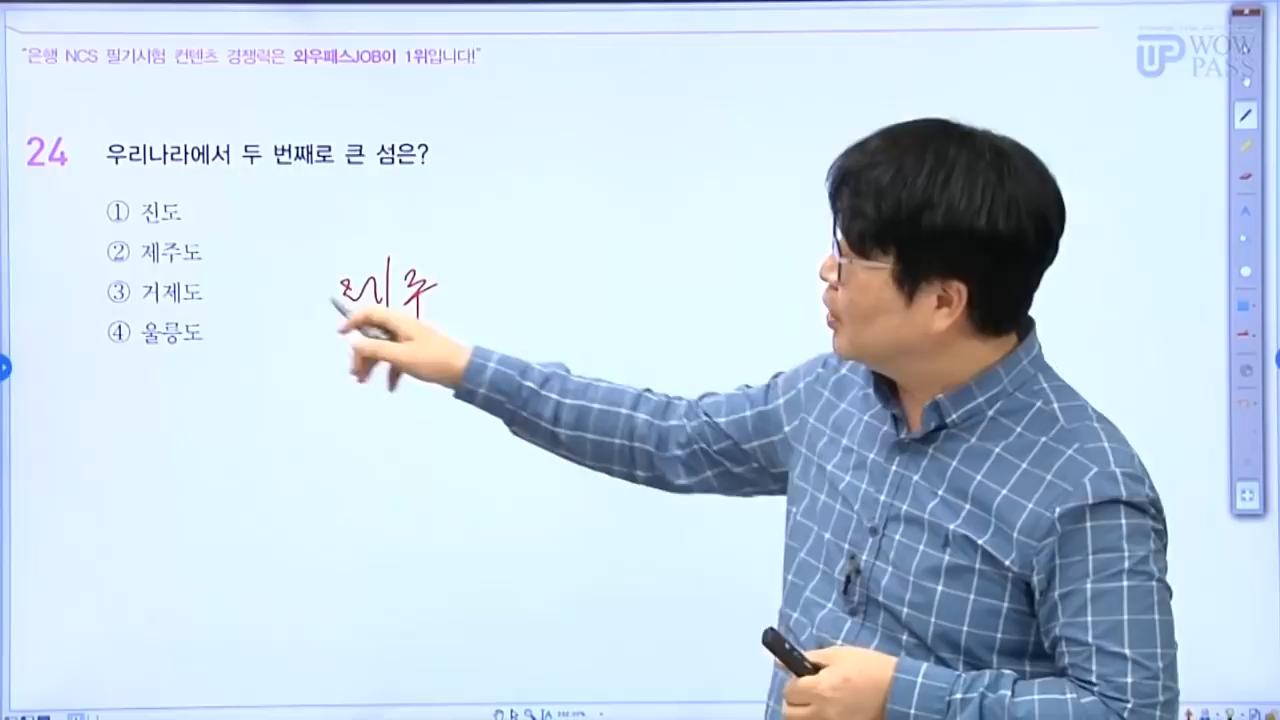 "은행 NCS 필기시험 컨텐츠 경쟁력은 와우패스JOB이 1위입니다!"
WOW
PASS
24 우리나라에서 두 번째로 큰 섬은?
① 진도
② 제주도
③ 거제도
④ 울릉도
제주